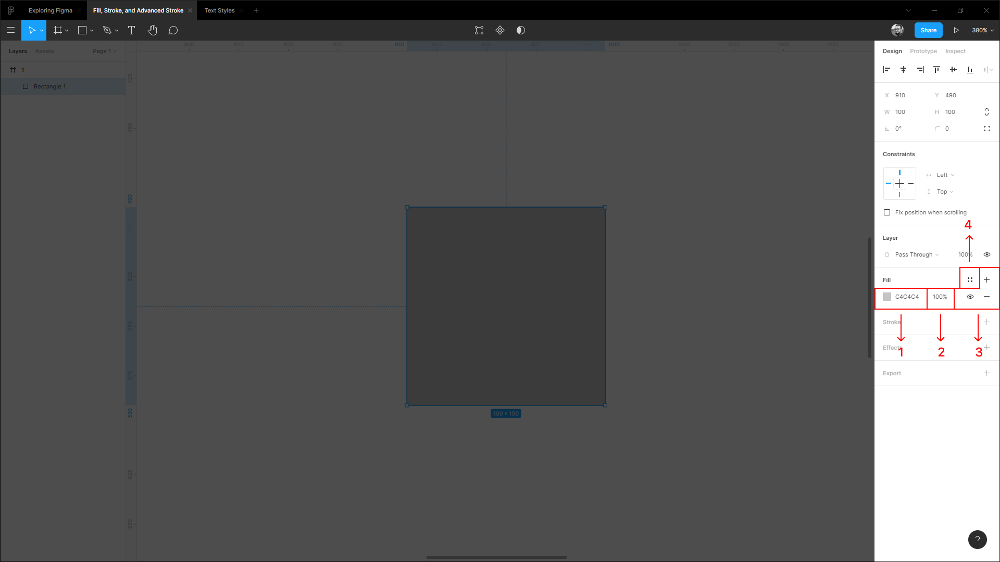 Exploring Figma
Fill, Stroke, and Advanced Stroke
Text Styles
Share
380%
Layers
Assets
Page 1
800
825
850
875
910
925
950
975
1010
1050
1075
1100
1125
Design
Prototype
Inspect
1
Rectangle 1
425
450
490
525
550
575
590
625
650
X 910
Y 490
W 100
H 100
0°
0
Constraints
Left
Top
Fix position when scrolling
4
Layer
Pass Through
100%
Fill
C4C4C4
100%
Stroke
Effects
1
2
3
Export
100 × 100
?